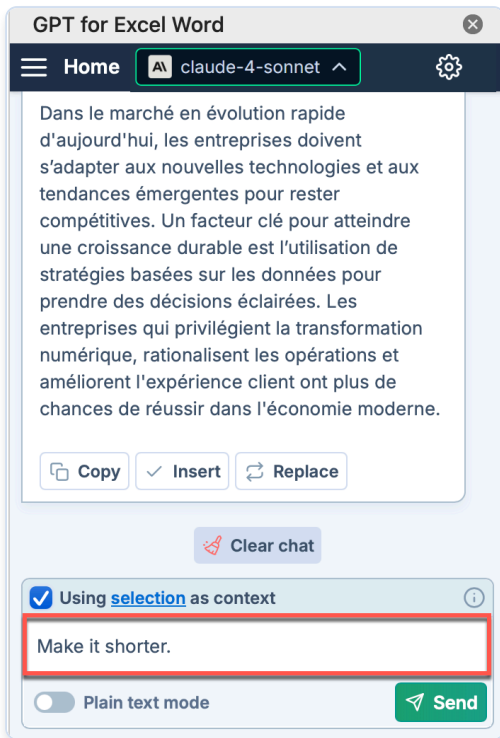 GPT for Excel Word
Home
claude-4-sonnet
Dans le marché en évolution rapide
d'aujourd'hui, les entreprises doivent
s’adapter aux nouvelles technologies et aux
tendances émergentes pour rester
compétitives. Un facteur clé pour atteindre
une croissance durable est l’utilisation de
stratégies basées sur les données pour
prendre des décisions éclairées. Les
entreprises qui privilégient la transformation
numérique, rationalisent les opérations et
améliorent l'expérience client ont plus de
chances de réussir dans l'économie moderne.
Copy
Insert
Replace
Clear chat
Using selection as context
Make it shorter.
Plain text mode
Send